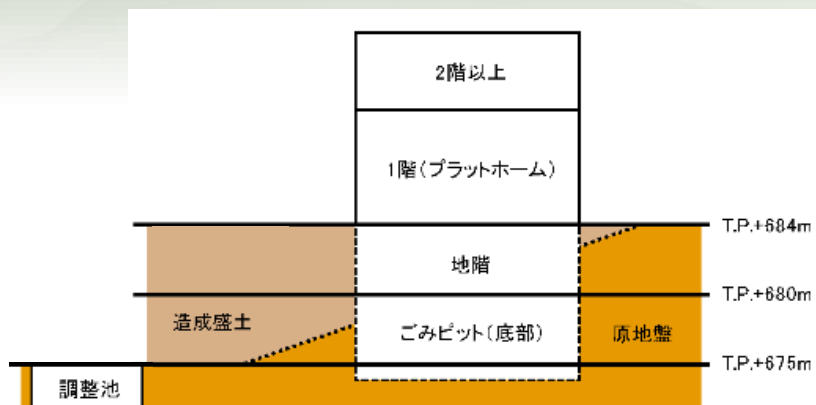 2階以上
1階(プラットホーム)
T.P.+684m
地階
T.P.+680m
造成盛土
ごみピット(底部)
原地盤
T.P.+675m
調整池